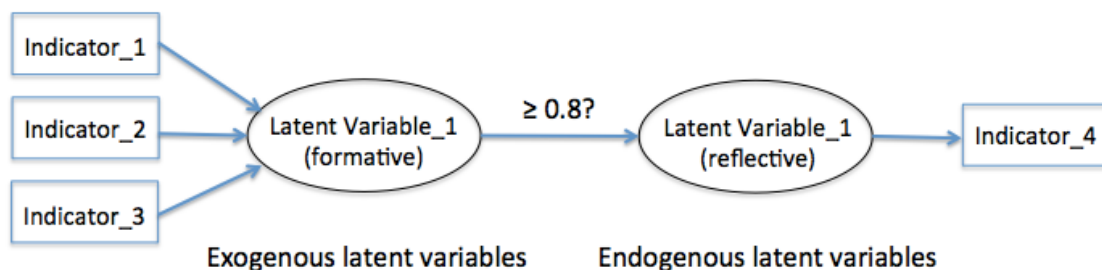 Indicator_1
Indicator_2
Indicator_3
Latent Variable_1
(formative)
≥ 0.8?
Latent Variable_1
(reflective)
Indicator_4
Exogenous latent variables
Endogenous latent variables